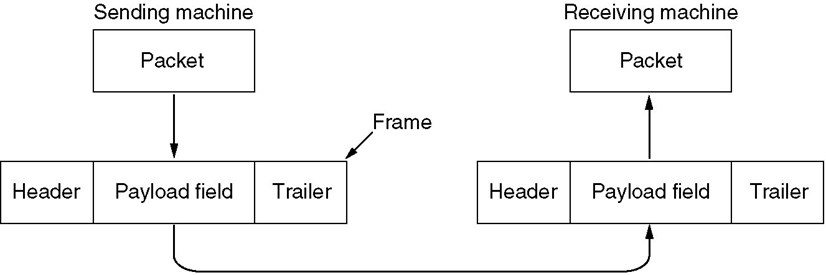 Sending machine
Receiving machine
Packet
Packet
Frame
Header Payload field Trailer
Header Payload field Trailer